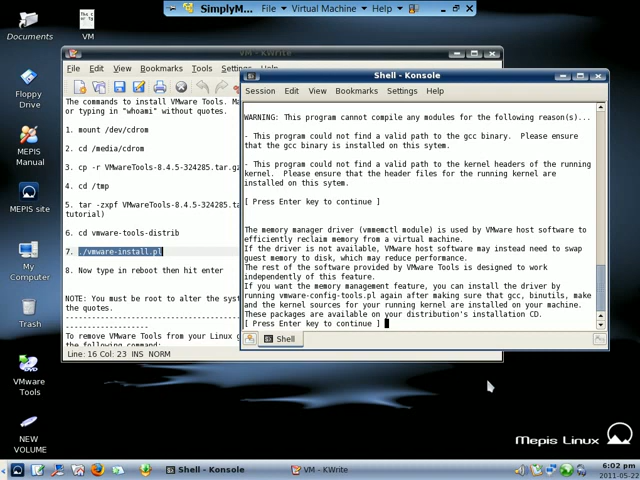 SimplyM... File Virtual Machine Help
Documents
VM
Floppy
Drive
MEPIS
Manual
MEPIS site
My
Computer
Trash
VMware
Tools
NEW
VOLUME
VM - KWrite
File Edit View Bookmarks Tools Settings Help
The commands to install VMware Tools. Ma
or typing in "whoami" without quotes.
1. mount /dev/cdrom
2. cd /media/cdrom
3. cp -r VMwareTools-8.4.5-324285.tar.gz
4. cd /tmp
5. tar -zxpf VMwareTools-8.4.5-324285.ta
tutorial)
6. cd vmware-tools-distrib
7. ./vmware-install.pl
8. Now type in reboot then hit enter
NOTE: You must be root to alter the sys
the quotes.
To remove VMware Tools from your Linux
the following command:
Line: 16 Col: 23 INS NORM
Shell - Konsole
Session Edit View Bookmarks Settings Help
WARNING: This program cannot compile any modules for the following reason(s)...
- This program could not find a valid path to the gcc binary. Please ensure
that the gcc binary is installed on this sytem.
- This program could not find a valid path to the kernel headers of the running
kernel. Please ensure that the header files for the running kernel are
installed on this sytem.
[ Press Enter key to continue ]
The memory manager driver (vmmemctl module) is used by VMware host software to
efficiently reclaim memory from a virtual machine.
If the driver is not available, VMware host software may instead need to swap
guest memory to disk, which may reduce performance.
The rest of the software provided by VMware Tools is designed to work
independently of this feature.
If you want the memory management feature, you can install the driver by
running vmware-config-tools.pl again after making sure that gcc, binutils, make
and the kernel sources for your running kernel are installed on your machine.
These packages are available on your distribution's installation CD.
[ Press Enter key to continue ]
Shell
Mepis Linux
Shell - Konsole
VM - KWrite
6:02 pm
2011-05-22